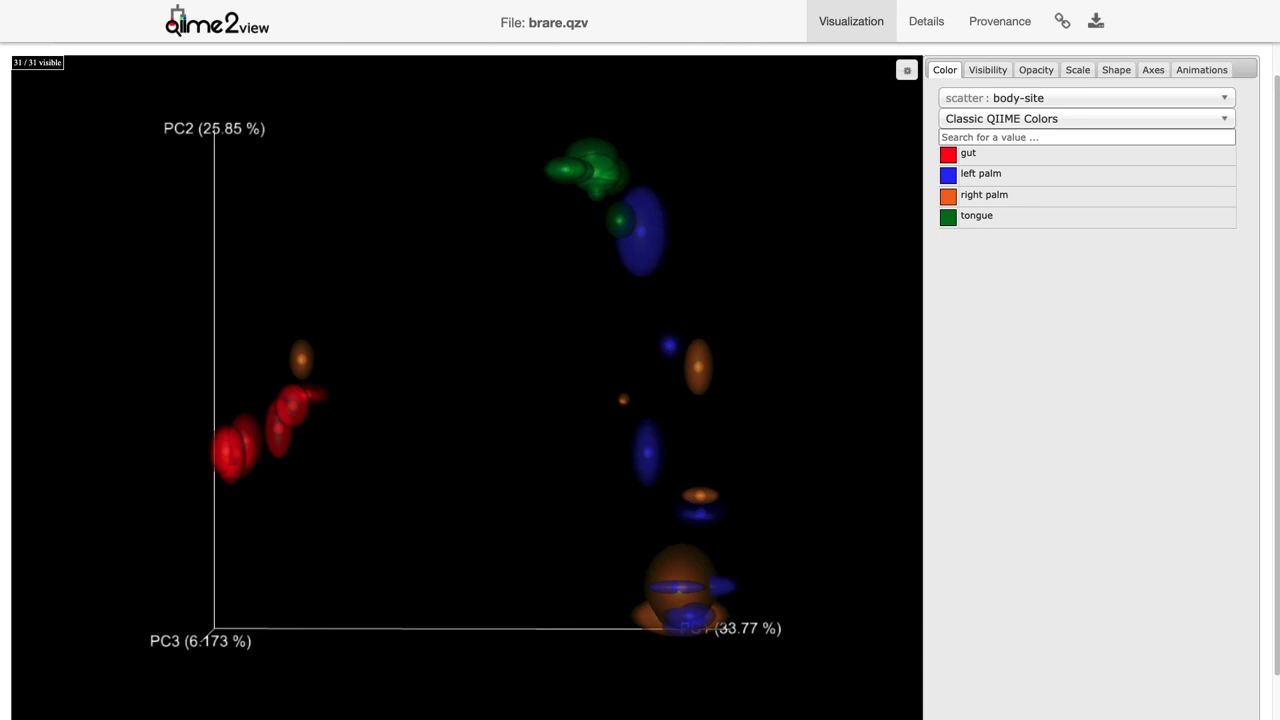 qiime2view
File: brare.qzv
Visualization
Details
Provenance
31 / 31 visible
Color
Visibility
Opacity
Scale
Shape
Axes
Animations
scatter : body-site
Classic QIIME Colors
Search for a value ...
gut
left palm
right palm
tongue
PC2 (25.85 %)
PC3 (6.173 %)
PC1 (33.77 %)